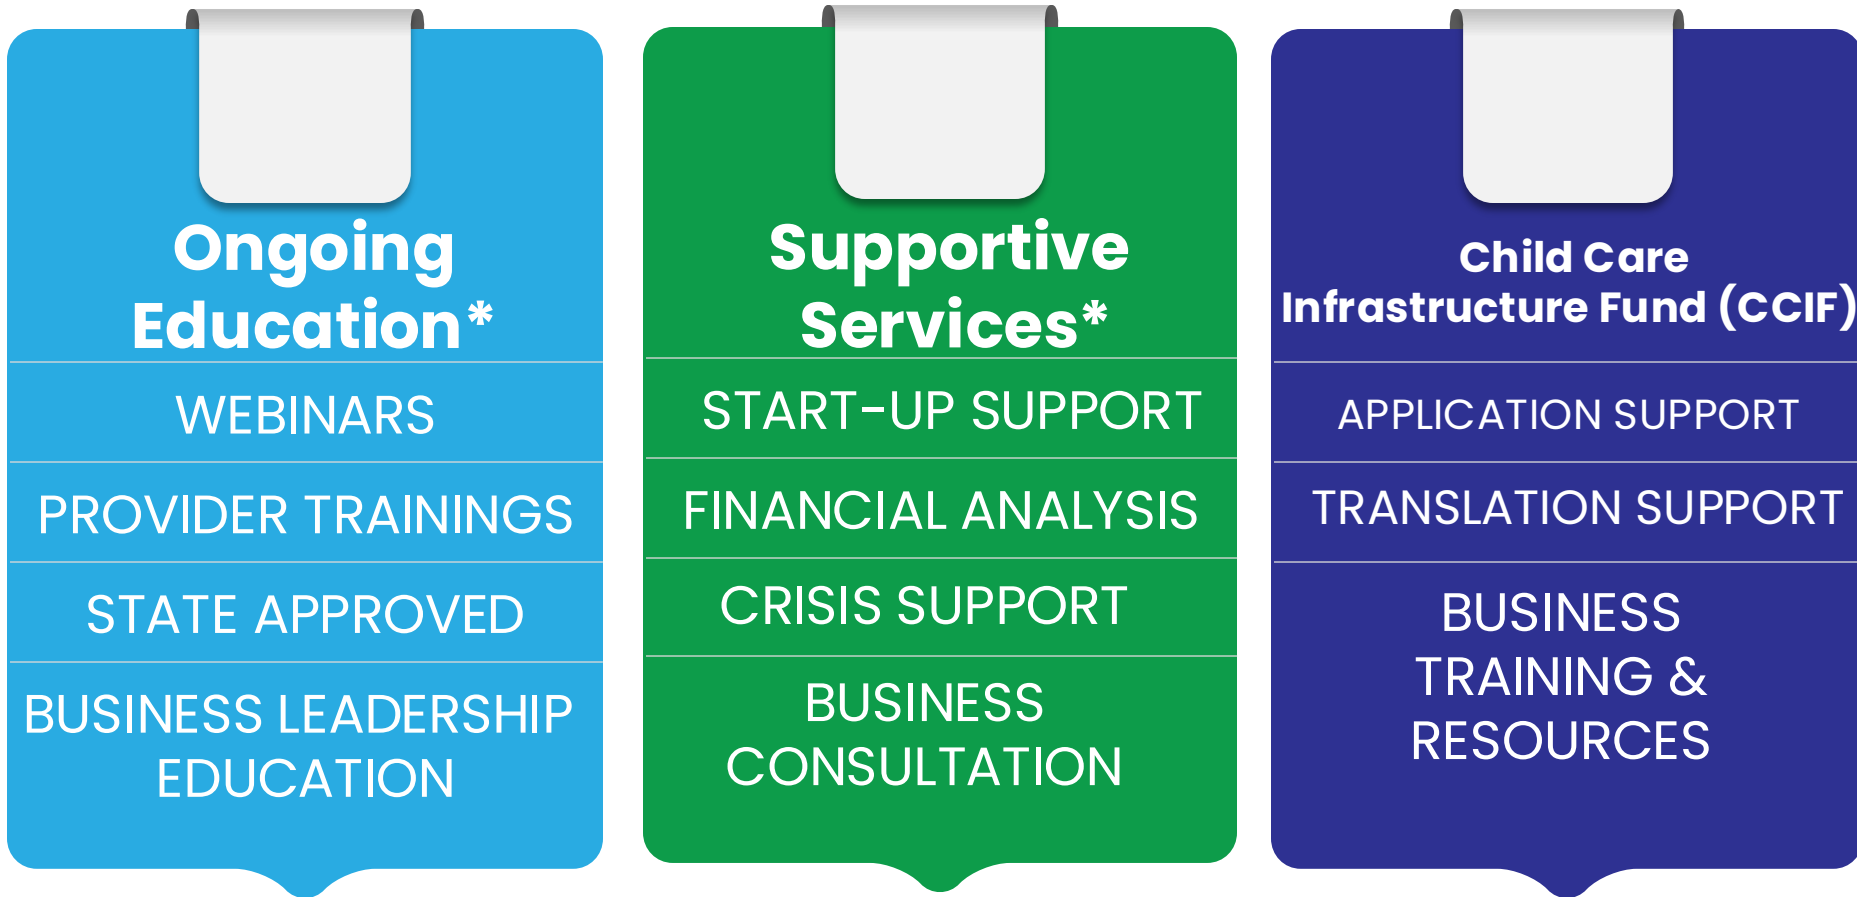 Ongoing
Education*
WEBINARS
PROVIDER TRAININGS
STATE APPROVED
BUSINESS LEADERSHIP
EDUCATION
Supportive
Services*
START-UP SUPPORT
FINANCIAL ANALYSIS
CRISIS SUPPORT
BUSINESS
CONSULTATION
Child Care
Infrastructure Fund (CCIF)
APPLICATION SUPPORT
TRANSLATION SUPPORT
BUSINESS
TRAINING &
RESOURCES